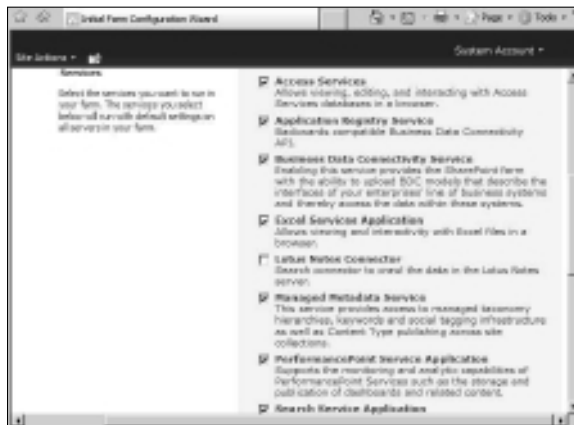 Initial Farm Configuration Wizard
Page
Tools
System Account
Site Actions
Services
Select the services you want to run in
your farm. The services you select
below will run with default settings on
all servers in your farm.
Access Services
Allows viewing, editing, and interacting with Access
Services databases in a browser.
Application Registry Service
Backwards compatible Business Data Connectivity
API.
Business Data Connectivity Service
Enabling this service provides the SharePoint farm
with the ability to upload BDC models that describe the
interfaces of your enterprises' line of business systems
and thereby access the data within these systems.
Excel Services Application
Allows viewing and interactivity with Excel files in a
browser.
Lotus Notes Connector
Search connector to crawl the data in the Lotus Notes
server.
Managed Metadata Service
This service provides access to managed taxonomy
hierarchies, keywords and social tagging infrastructure
as well as Content Type publishing across site
collections.
PerformancePoint Service Application
Supports the monitoring and analytic capabilities of
PerformancePoint Services such as the storage and
publication of dashboards and related content.
Search Service Application